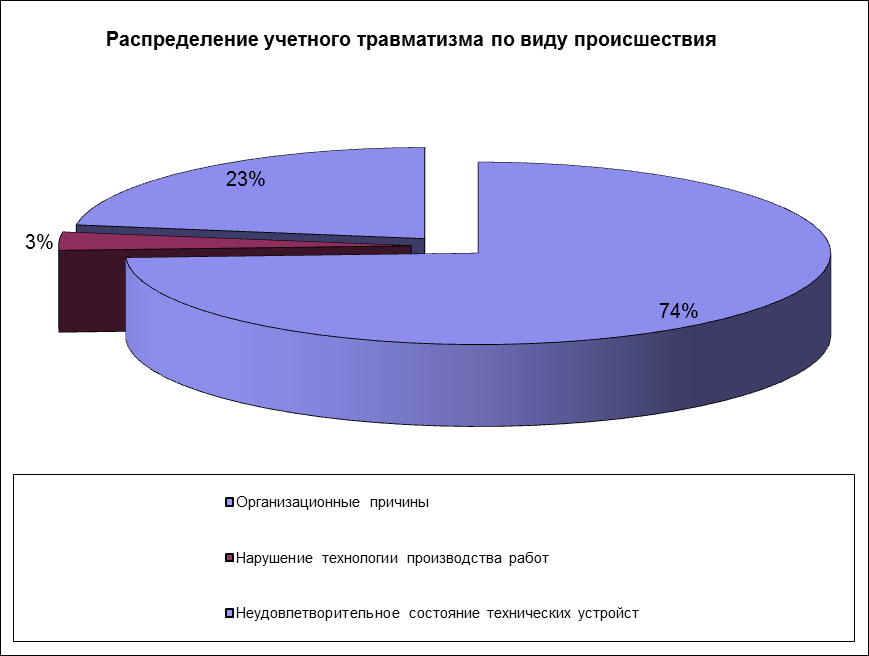 Распределение учетного травматизма по виду происшествия
23%
3%
74%
Организационные причины
Нарушение технологии производства работ
Неудовлетворительное состояние технических устройст